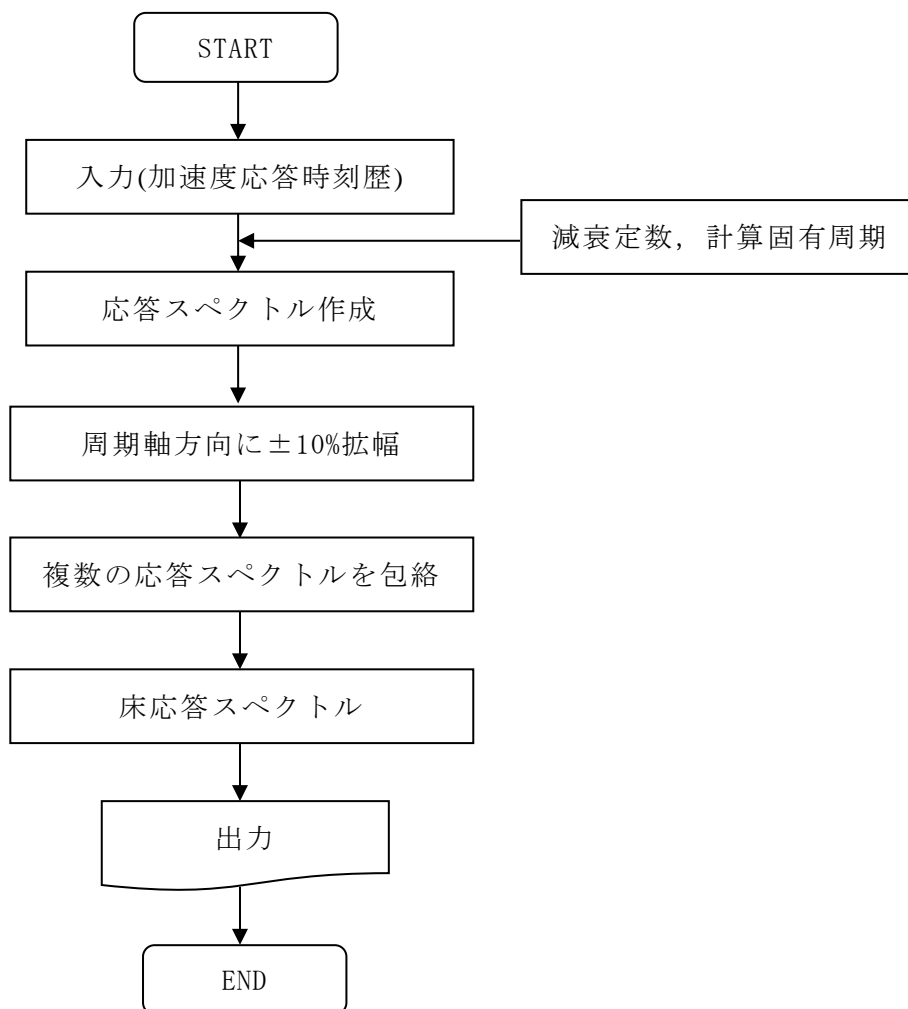 START
入力(加速度応答時刻歴)
減衰定数，計算固有周期
応答スペクトル作成
周期軸方向に±10%拡幅
複数の応答スペクトルを包絡
床応答スペクトル
出力
END